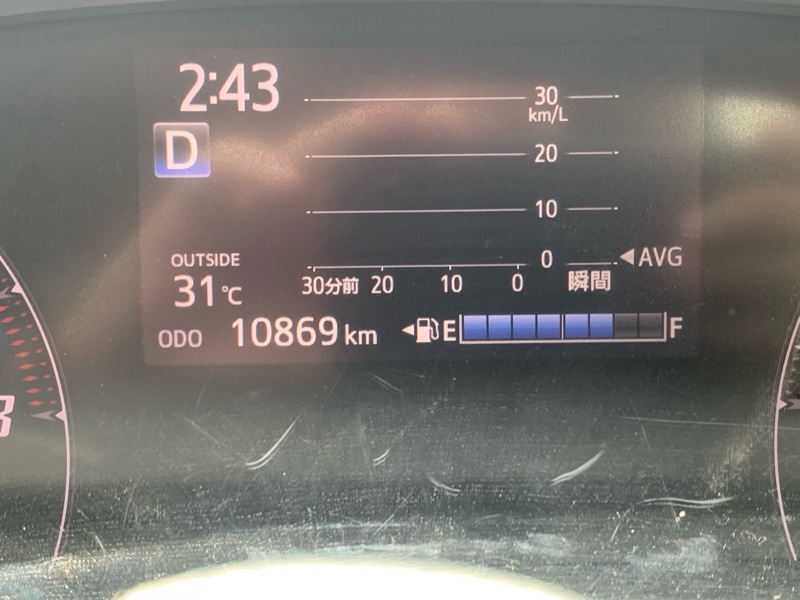 2:43
30
km/L
D
20
10
OUTSIDE
0 ◀AVG
31℃
30分前 20 10 0 瞬間
ODO 10869 km
E F